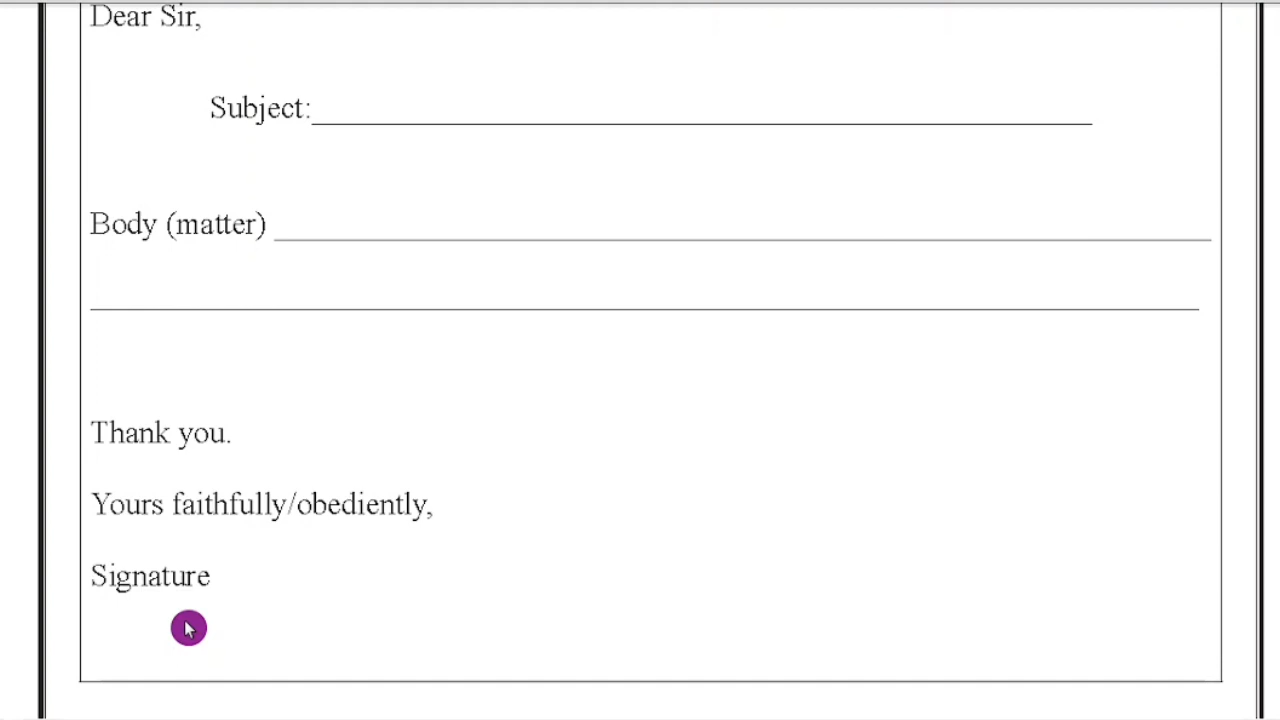 Dear Sir,
Subject:
Body (matter)
Thank you.
Yours faithfully/obediently,
Signature